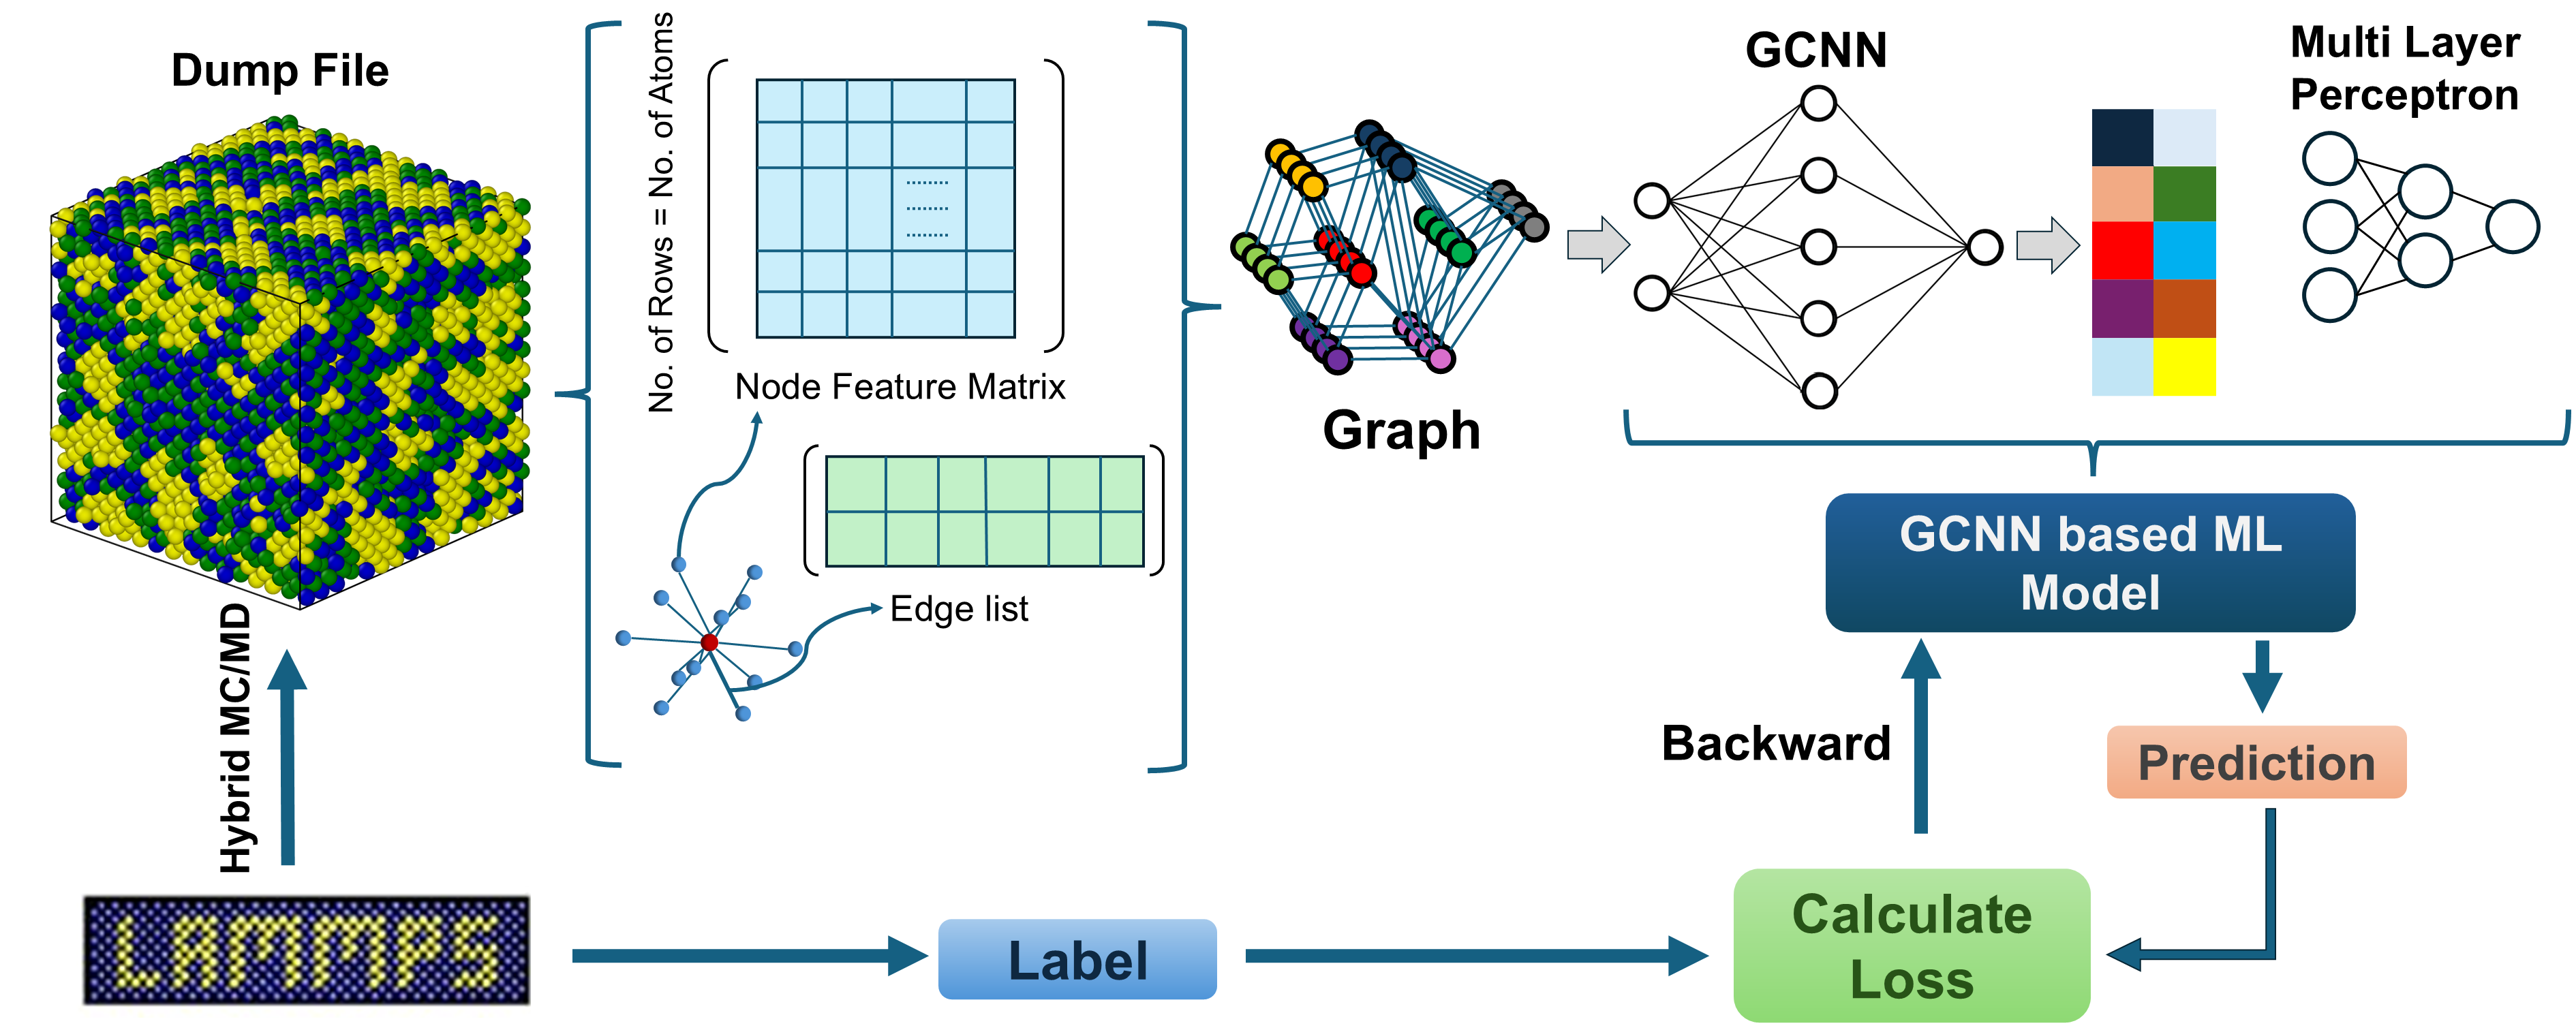 Dump File
No. of Rows = No. of Atoms
Node Feature Matrix
Edge list
Graph
GCNN
Multi Layer
Perceptron
GCNN based ML
Model
Hybrid MC/MD
Backward
Prediction
LAMMPS
Label
Calculate
Loss